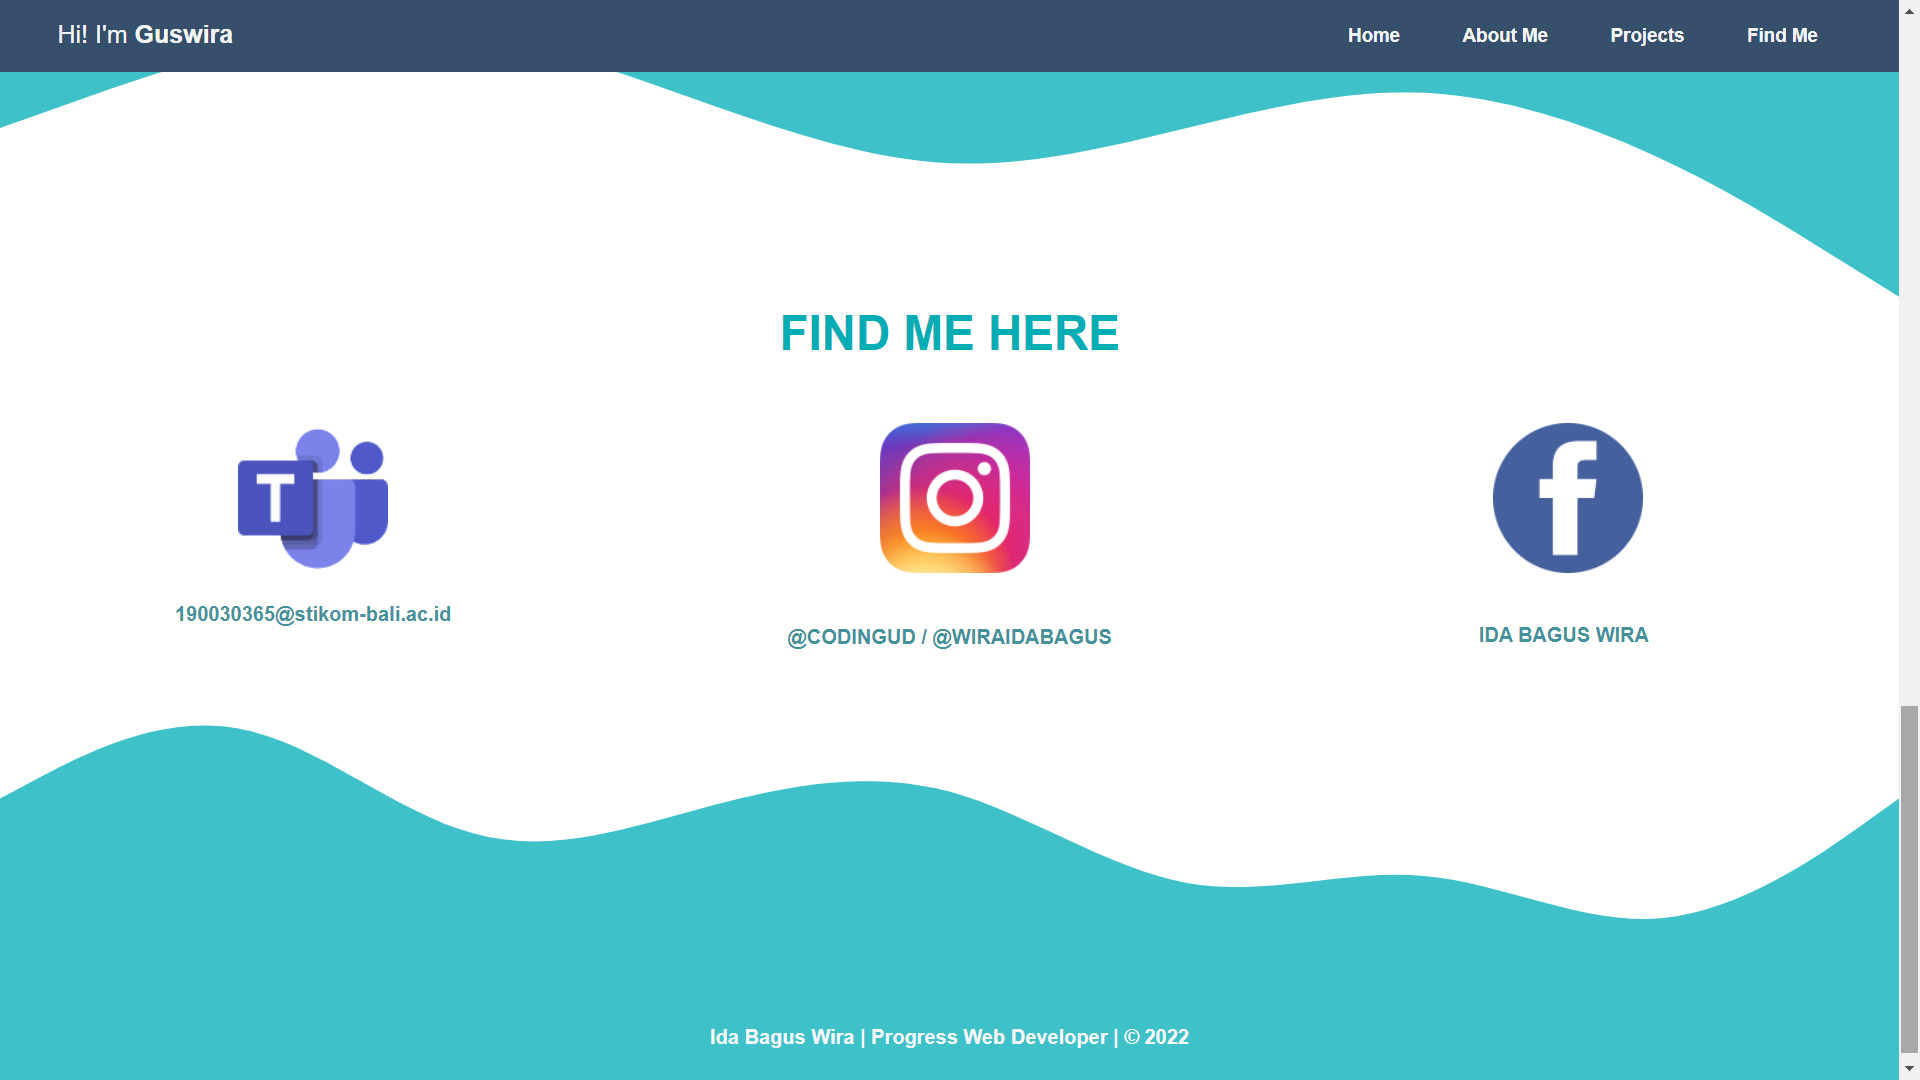 Hi! I'm Guswira
Home About Me Projects Find Me
FIND ME HERE
T
f
190030365@stikom-bali.ac.id
@CODINGUD / @WIRAIDABAGUS
IDA BAGUS WIRA
Ida Bagus Wira | Progress Web Developer | © 2022